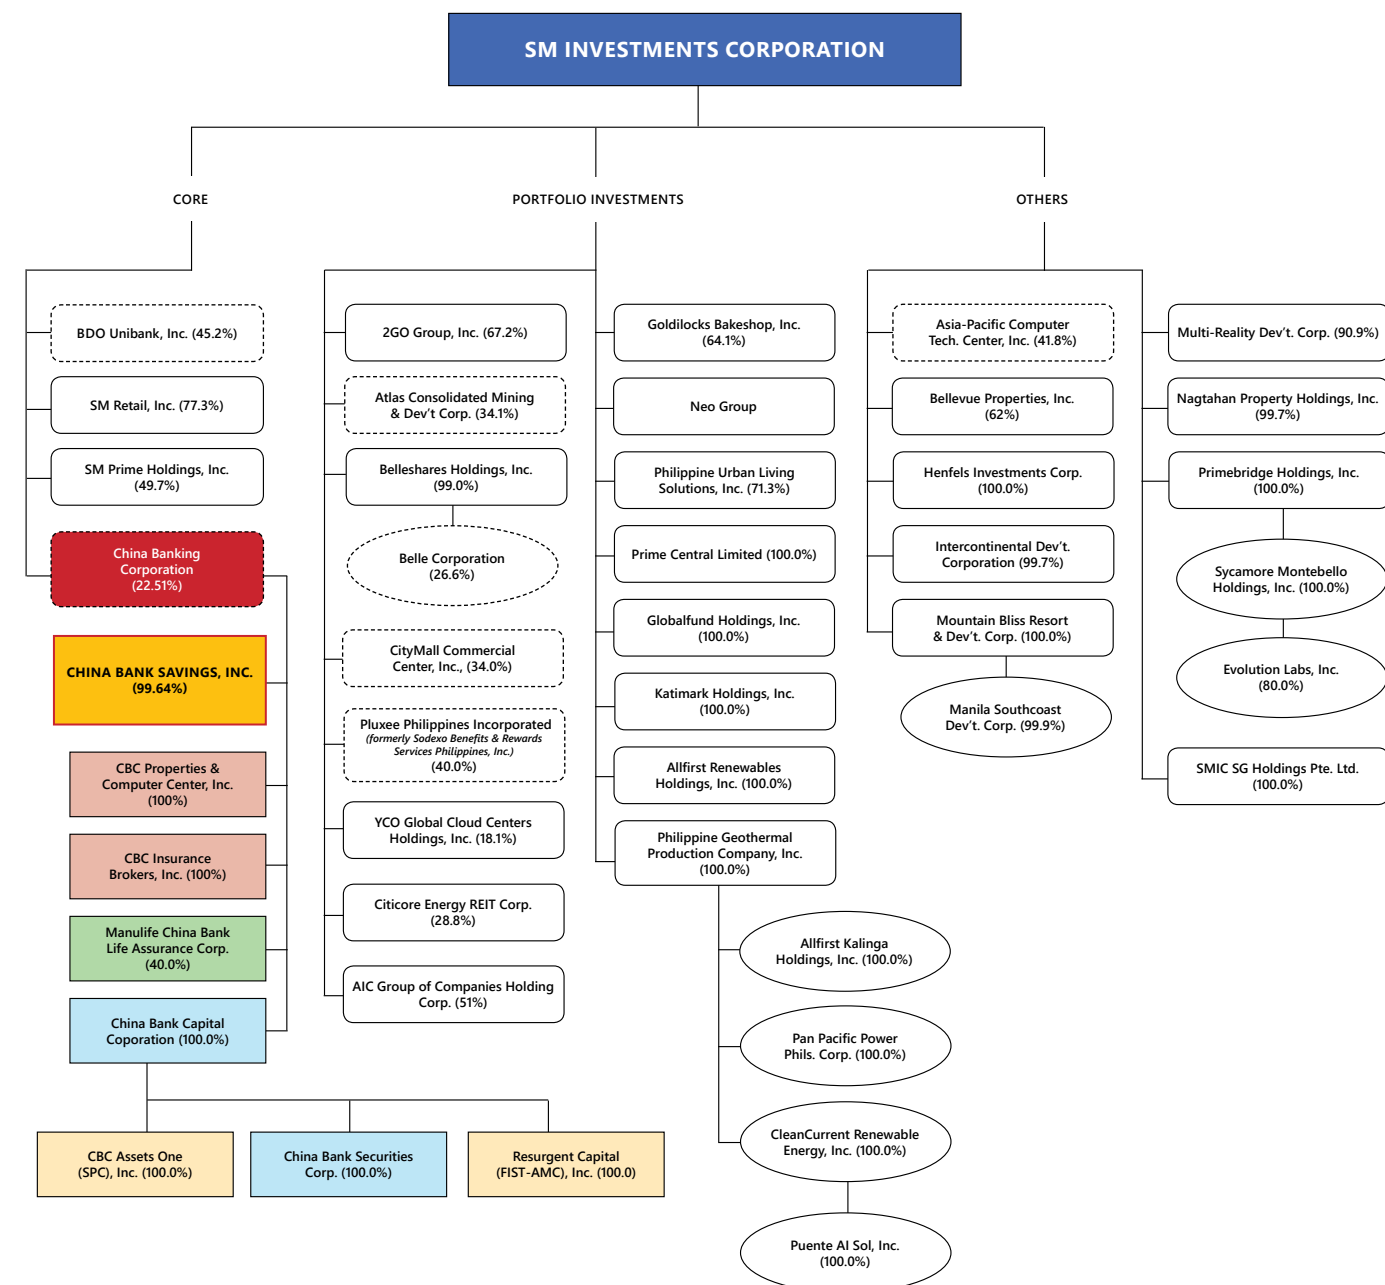 SM INVESTMENTS CORPORATION
CORE
BDO Unibank, Inc. (45.2%)
SM Retail, Inc. (77.3%)
SM Prime Holdings, Inc.
(49.7%)
China Banking
Corporation
(22.51%)
CHINA BANK SAVINGS, INC.
(99.64%)
CBC Properties &
Computer Center, Inc.
(100%)
CBC Insurance
Brokers, Inc. (100%)
Manulife China Bank
Life Assurance Corp.
(40.0%)
China Bank Capital
Coporation (100.0%)
CBC Assets One
(SPC), Inc. (100.0%)
China Bank Securities
Corp. (100.0%)
Resurgent Capital
(FIST-AMC), Inc. (100.0)
PORTFOLIO INVESTMENTS
2GO Group, Inc. (67.2%)
Atlas Consolidated Mining
& Dev't Corp. (34.1%)
Belleshares Holdings, Inc.
(99.0%)
Belle Corporation
(26.6%)
CityMall Commercial
Center, Inc., (34.0%)
Pluxee Philippines Incorporated
(formerly Sodexo Benefits & Rewards
Services Philippines, Inc.)
(40.0%)
YCO Global Cloud Centers
Holdings, Inc. (18.1%)
Citicore Energy REIT Corp.
(28.8%)
AIC Group of Companies Holding
Corp. (51%)
Goldilocks Bakeshop, Inc.
(64.1%)
Neo Group
Philippine Urban Living
Solutions, Inc. (71.3%)
Prime Central Limited (100.0%)
Globalfund Holdings, Inc.
(100.0%)
Katimark Holdings, Inc.
(100.0%)
Allfirst Renewables
Holdings, Inc. (100.0%)
Philippine Geothermal
Production Company, Inc.
(100.0%)
Allfirst Kalinga
Holdings, Inc. (100.0%)
Pan Pacific Power
Phils. Corp. (100.0%)
CleanCurrent Renewable
Energy, Inc. (100.0%)
Puente Al Sol, Inc.
(100.0%)
OTHERS
Asia-Pacific Computer
Tech. Center, Inc. (41.8%)
Bellevue Properties, Inc.
(62%)
Henfels Investments Corp.
(100.0%)
Intercontinental Dev't.
Corporation (99.7%)
Mountain Bliss Resort
& Dev't. Corp. (100.0%)
Manila Southcoast
Dev't. Corp. (99.9%)
Multi-Reality Dev't. Corp. (90.9%)
Nagtahan Property Holdings, Inc.
(99.7%)
Primebridge Holdings, Inc.
(100.0%)
Sycamore Montebello
Holdings, Inc. (100.0%)
Evolution Labs, Inc.
(80.0%)
SMIC SG Holdings Pte. Ltd.
(100.0%)